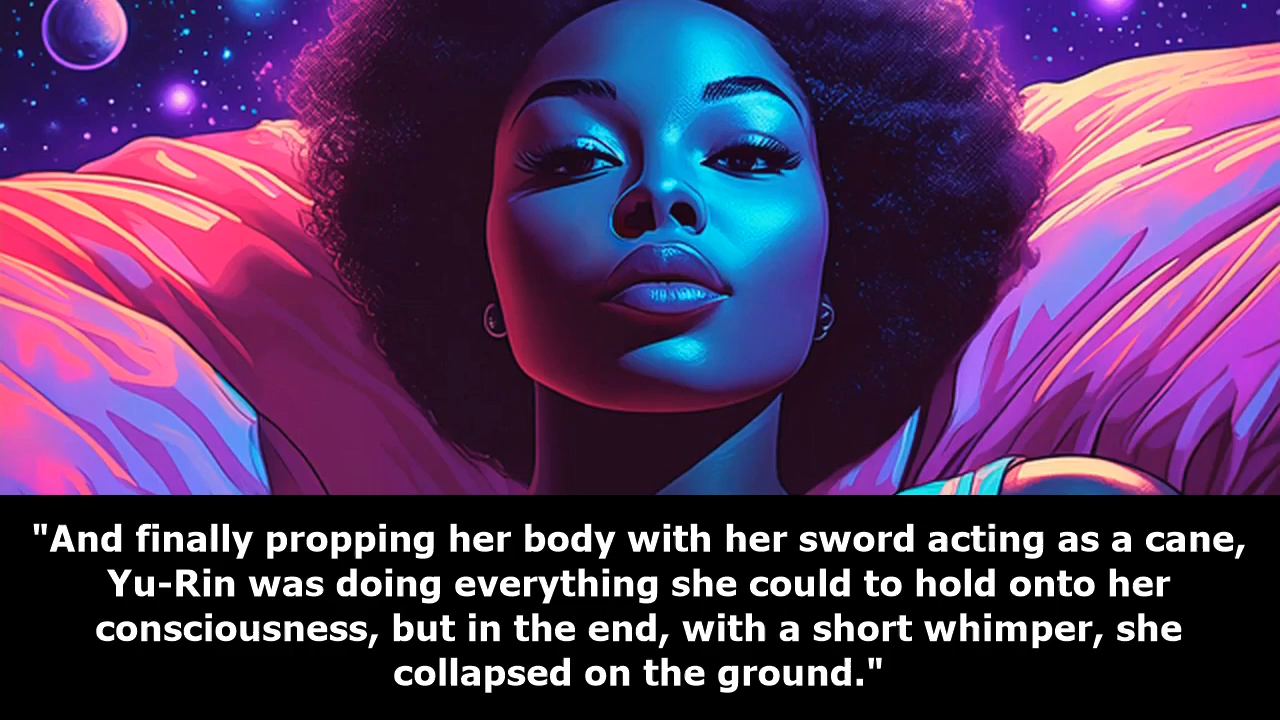 "And finally propping her body with her sword acting as a cane,
Yu-Rin was doing everything she could to hold onto her
consciousness, but in the end, with a short whimper, she
collapsed on the ground."